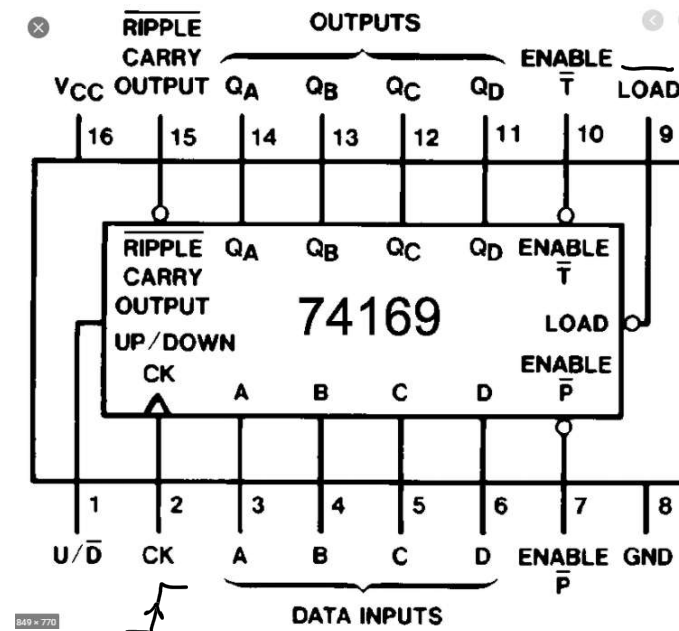 RIPPLE
CARRY
OUTPUT
OUTPUTS
VCC
QA
QB
QC
QD
ENABLE
T
LOAD
16
15
14
13
12
11
10
9
RIPPLE
CARRY
OUTPUT
QA
QB
QC
QD
ENABLE
T
74169
LOAD
UP/DOWN
CK
A
B
C
D
ENABLE
P
1
2
3
4
5
6
7
8
U/D
CK
A
B
C
D
ENABLE
P
GND
DATA INPUTS
849 × 770